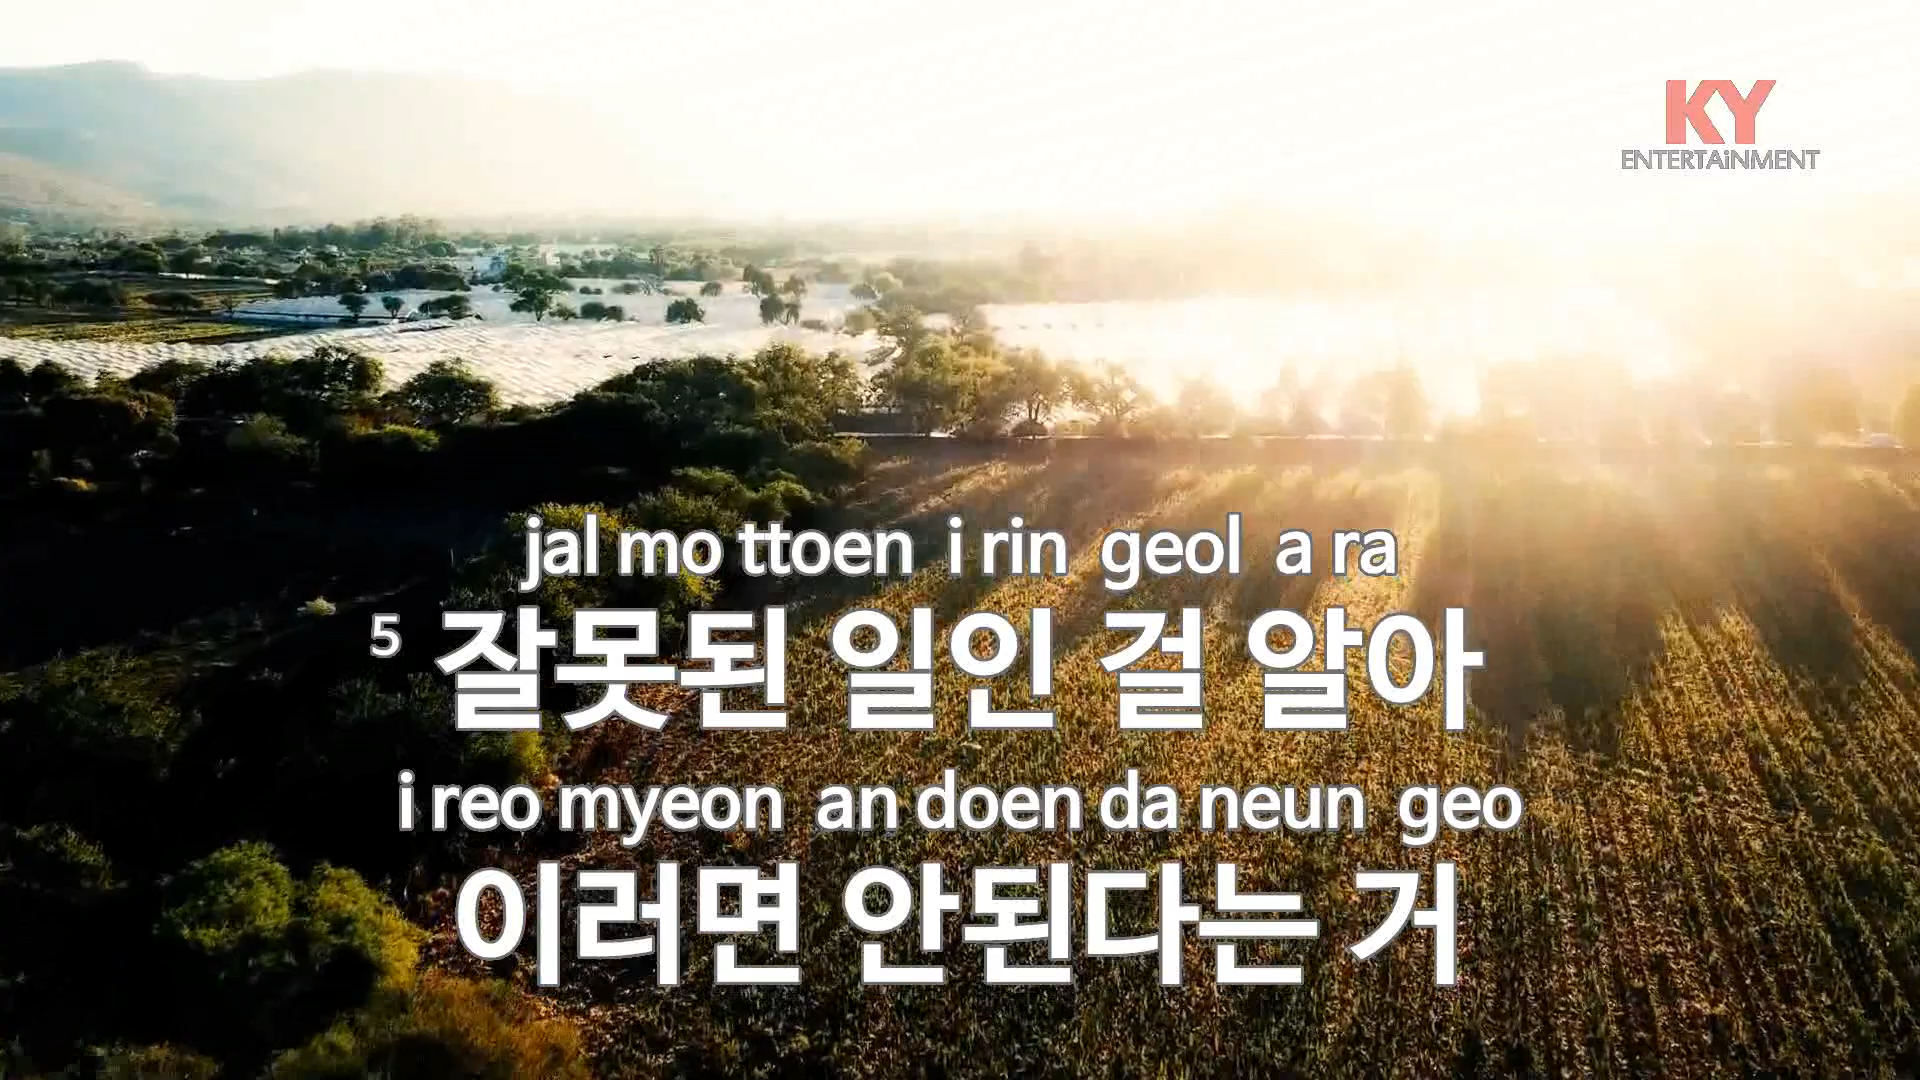 KY
ENTERTAiNMENT
jal mo ttoen i rin geol a ra
5 잘못된 일인 걸 알아
i reo myeon an doen da neun geo
이러면 안된다는 거